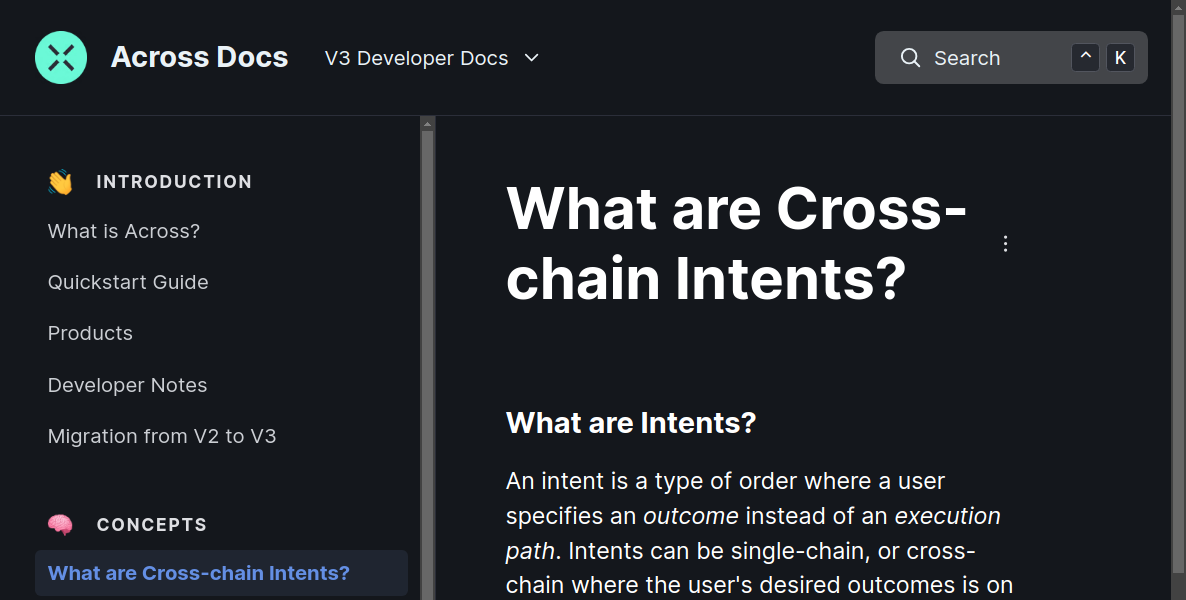 Across Docs
V3 Developer Docs
Search
^ K
INTRODUCTION
What is Across?
Quickstart Guide
Products
Developer Notes
Migration from V2 to V3
CONCEPTS
What are Cross-chain Intents?
What are Cross-
chain Intents?
What are Intents?
An intent is a type of order where a user
specifies an outcome instead of an execution
path. Intents can be single-chain, or cross-
chain where the user's desired outcomes is on